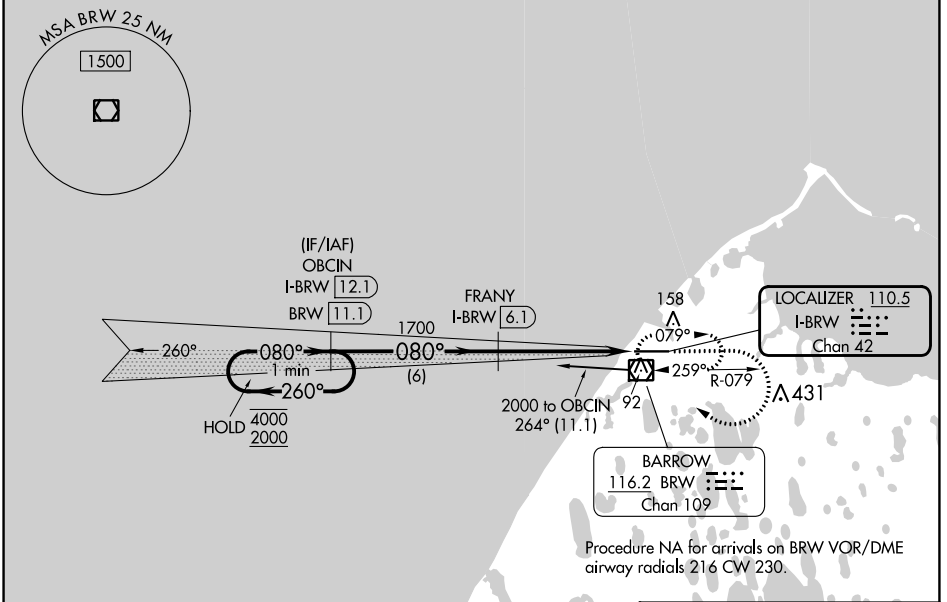 MSA BRW 25 NM
1500
(IF/IAF)
OBCIN
I-BRW 12.1
BRW 11.1
FRANY
I-BRW 6.1
158
LOCALIZER 110.5
I-BRW
Chan 42
1700
079°
260°
080°
080°
1 min
(6)
259°
R-079
260°
92
431
HOLD 4000
2000
2000 to OBCIN
264° (11.1)
BARROW
116.2 BRW
Chan 109
Procedure NA for arrivals on BRW VOR/DME
airway radials 216 CW 230.